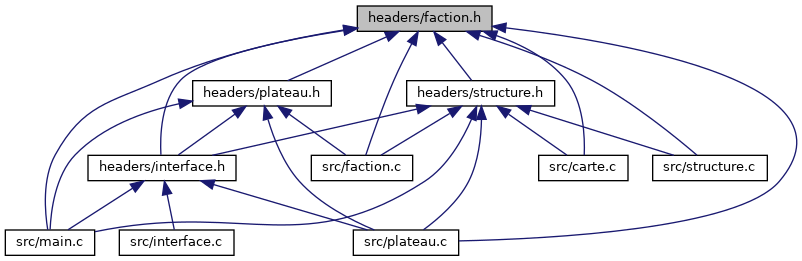 headers/faction.h
headers/plateau.h
headers/structure.h
headers/interface.h
src/faction.c
src/carte.c
src/structure.c
src/main.c
src/interface.c
src/plateau.c